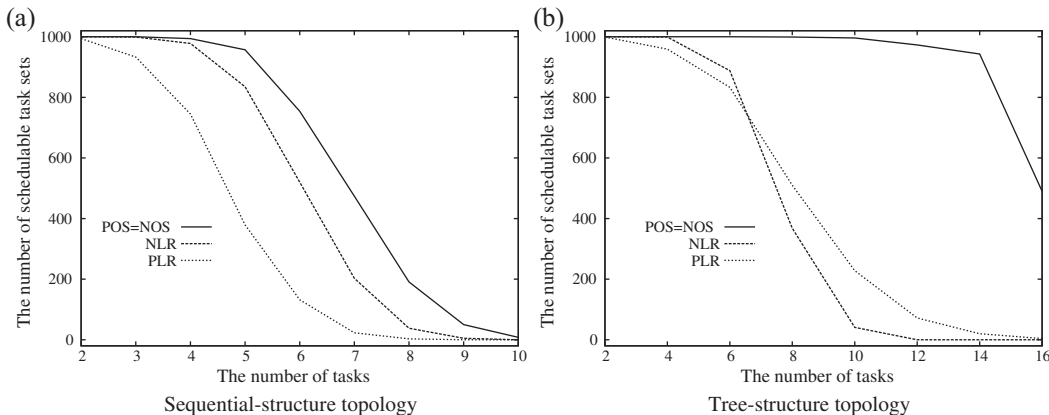 (a)
The number of schedulable task sets
1000
800
600
400
200
0
POS=NOS
NLR
PLR
2 3 4 5 6 7 8 9 10
The number of tasks
Sequential-structure topology
(b)
The number of schedulable task sets
1000
800
600
400
200
0
POS=NOS
NLR
PLR
2 4 6 8 10 12 14 16
The number of tasks
Tree-structure topology